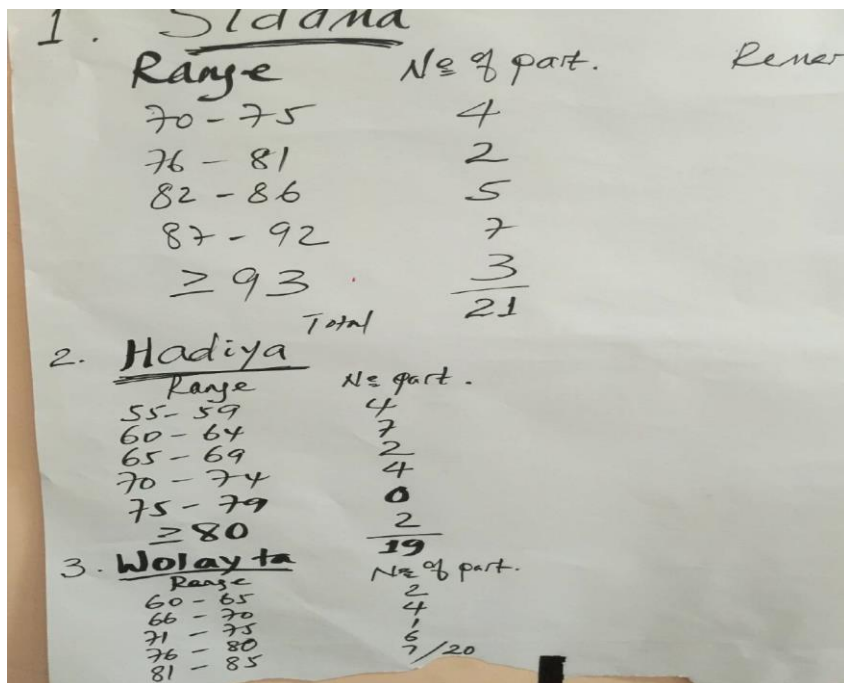 1. Sidama
Range № of part. Remar
70 - 75 4
76 - 81 2
82 - 86 5
87 - 92 7
≥ 93 3
Total 21
2. Hadiya
Range № part.
55 - 59 4
60 - 64 7
65 - 69 2
70 - 74 4
75 - 79 0
≥ 80 2
19
3. Wolayta
Range № of part.
60 - 65 2
66 - 70 4
71 - 75 1
76 - 80 6
81 - 85 7/20